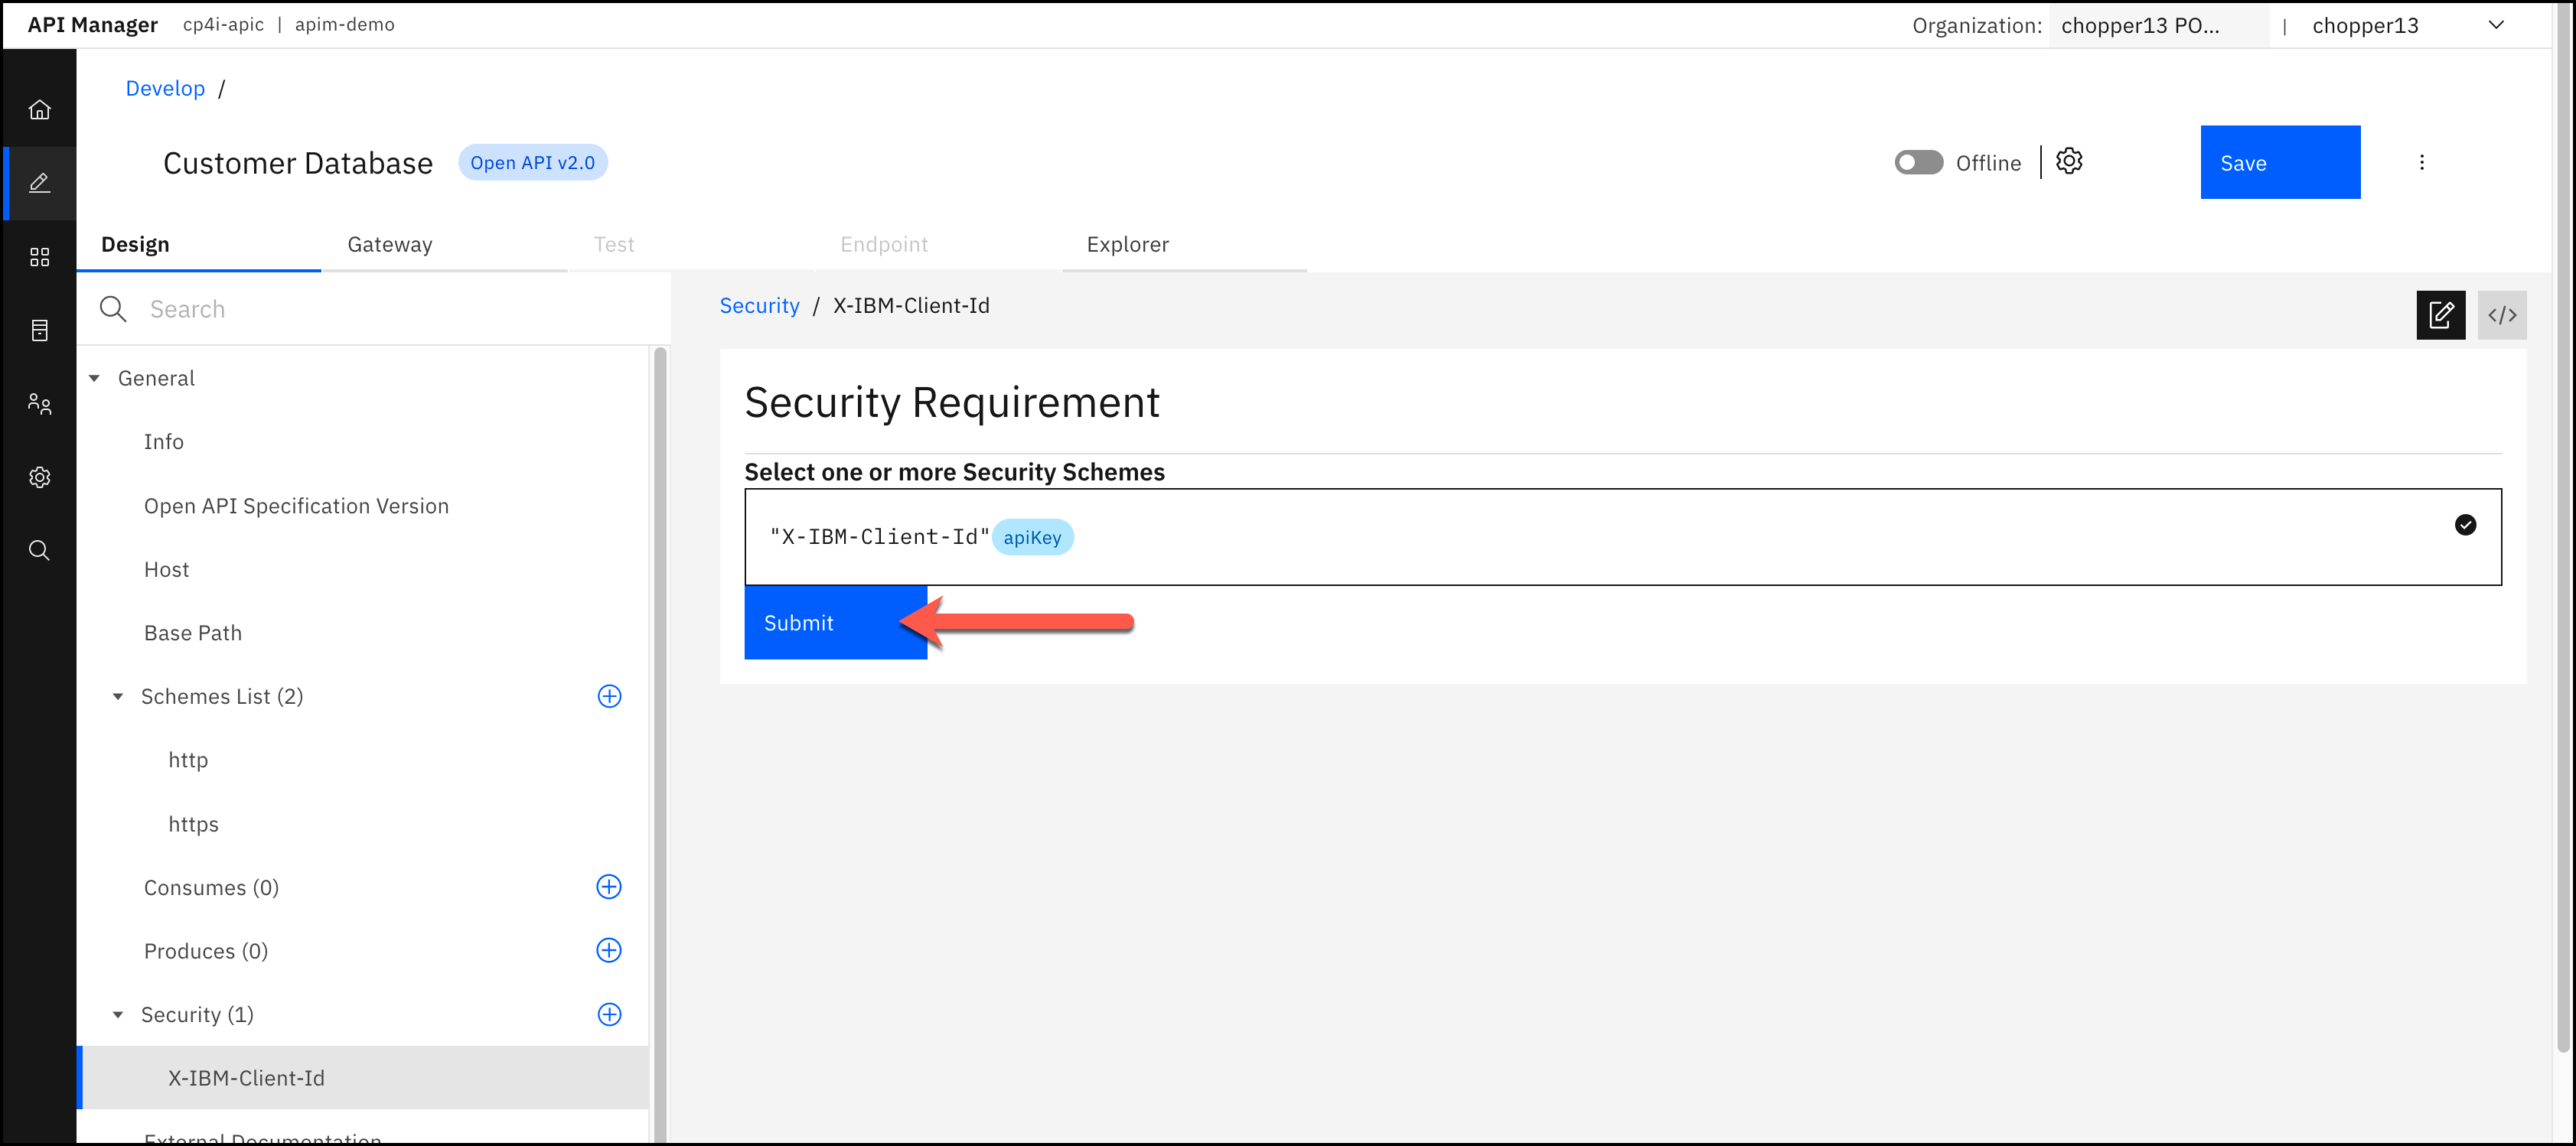 API Manager cp4i-apic | apim-demo Organization: chopper13 PO... | chopper13
Develop /
Customer Database Open API v2.0 Offline Save
Design Gateway Test Endpoint Explorer
Search
Security / X-IBM-Client-Id
</>
General
Info
Open API Specification Version
Host
Base Path
Schemes List (2)
http
https
Consumes (0)
Produces (0)
Security (1)
X-IBM-Client-Id
External Documentation
Security Requirement
Select one or more Security Schemes
"X-IBM-Client-Id" apiKey
Submit